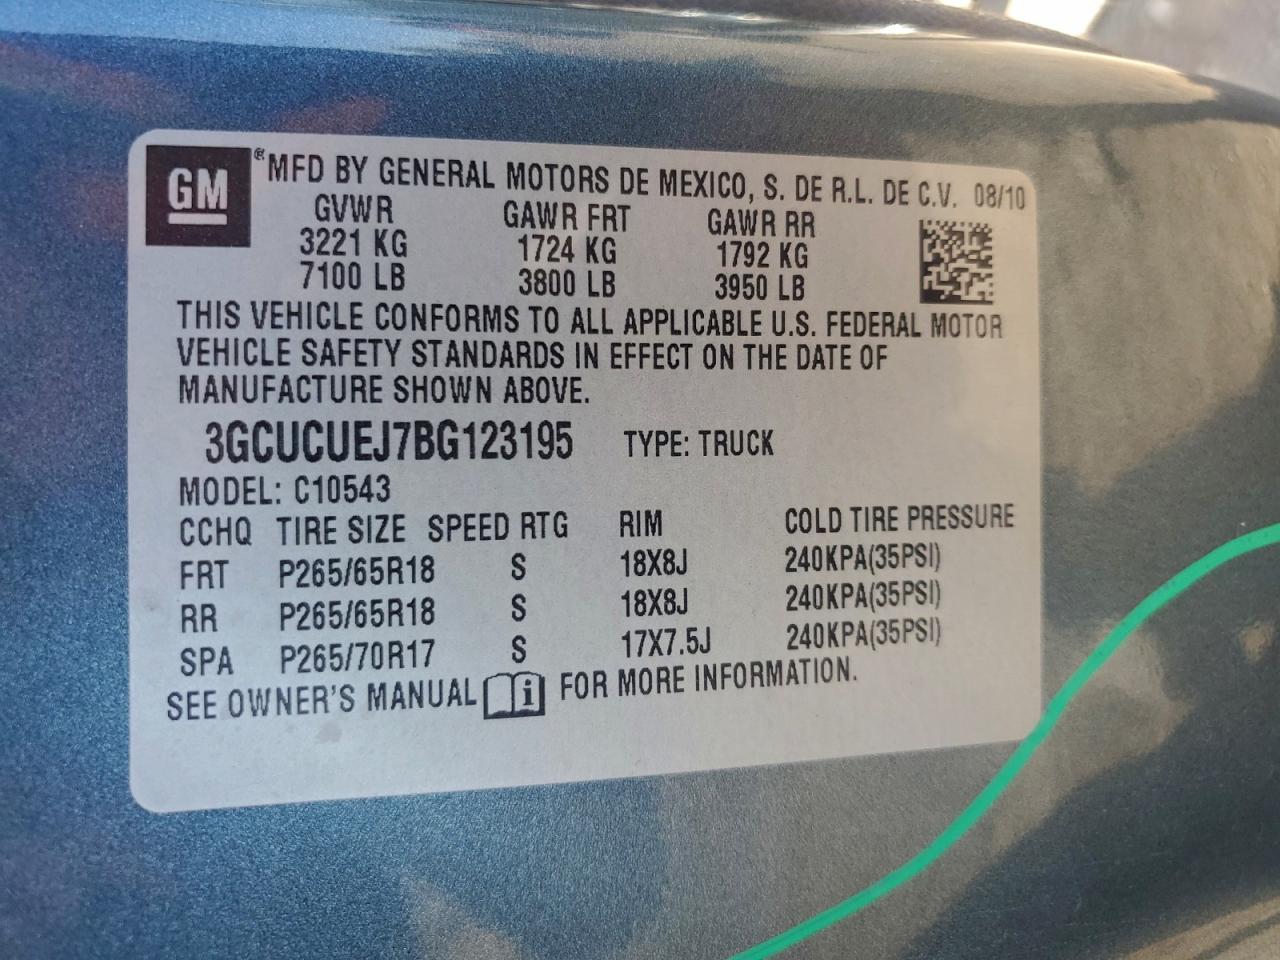 GM
® MFD BY GENERAL MOTORS DE MEXICO, S. DE R.L. DE C.V. 08/10
GVWR GAWR FRT GAWR RR
3221 KG 1724 KG 1792 KG
7100 LB 3800 LB 3950 LB
THIS VEHICLE CONFORMS TO ALL APPLICABLE U.S. FEDERAL MOTOR
VEHICLE SAFETY STANDARDS IN EFFECT ON THE DATE OF
MANUFACTURE SHOWN ABOVE.
3GCUCUEJ7BG123195 TYPE: TRUCK
MODEL: C10543
CCHQ TIRE SIZE SPEED RTG RIM COLD TIRE PRESSURE
FRT P265/65R18 S 18X8J 240KPA(35PSI)
RR P265/65R18 S 18X8J 240KPA(35PSI)
SPA P265/70R17 S 17X7.5J 240KPA(35PSI)
SEE OWNER'S MANUAL i FOR MORE INFORMATION.